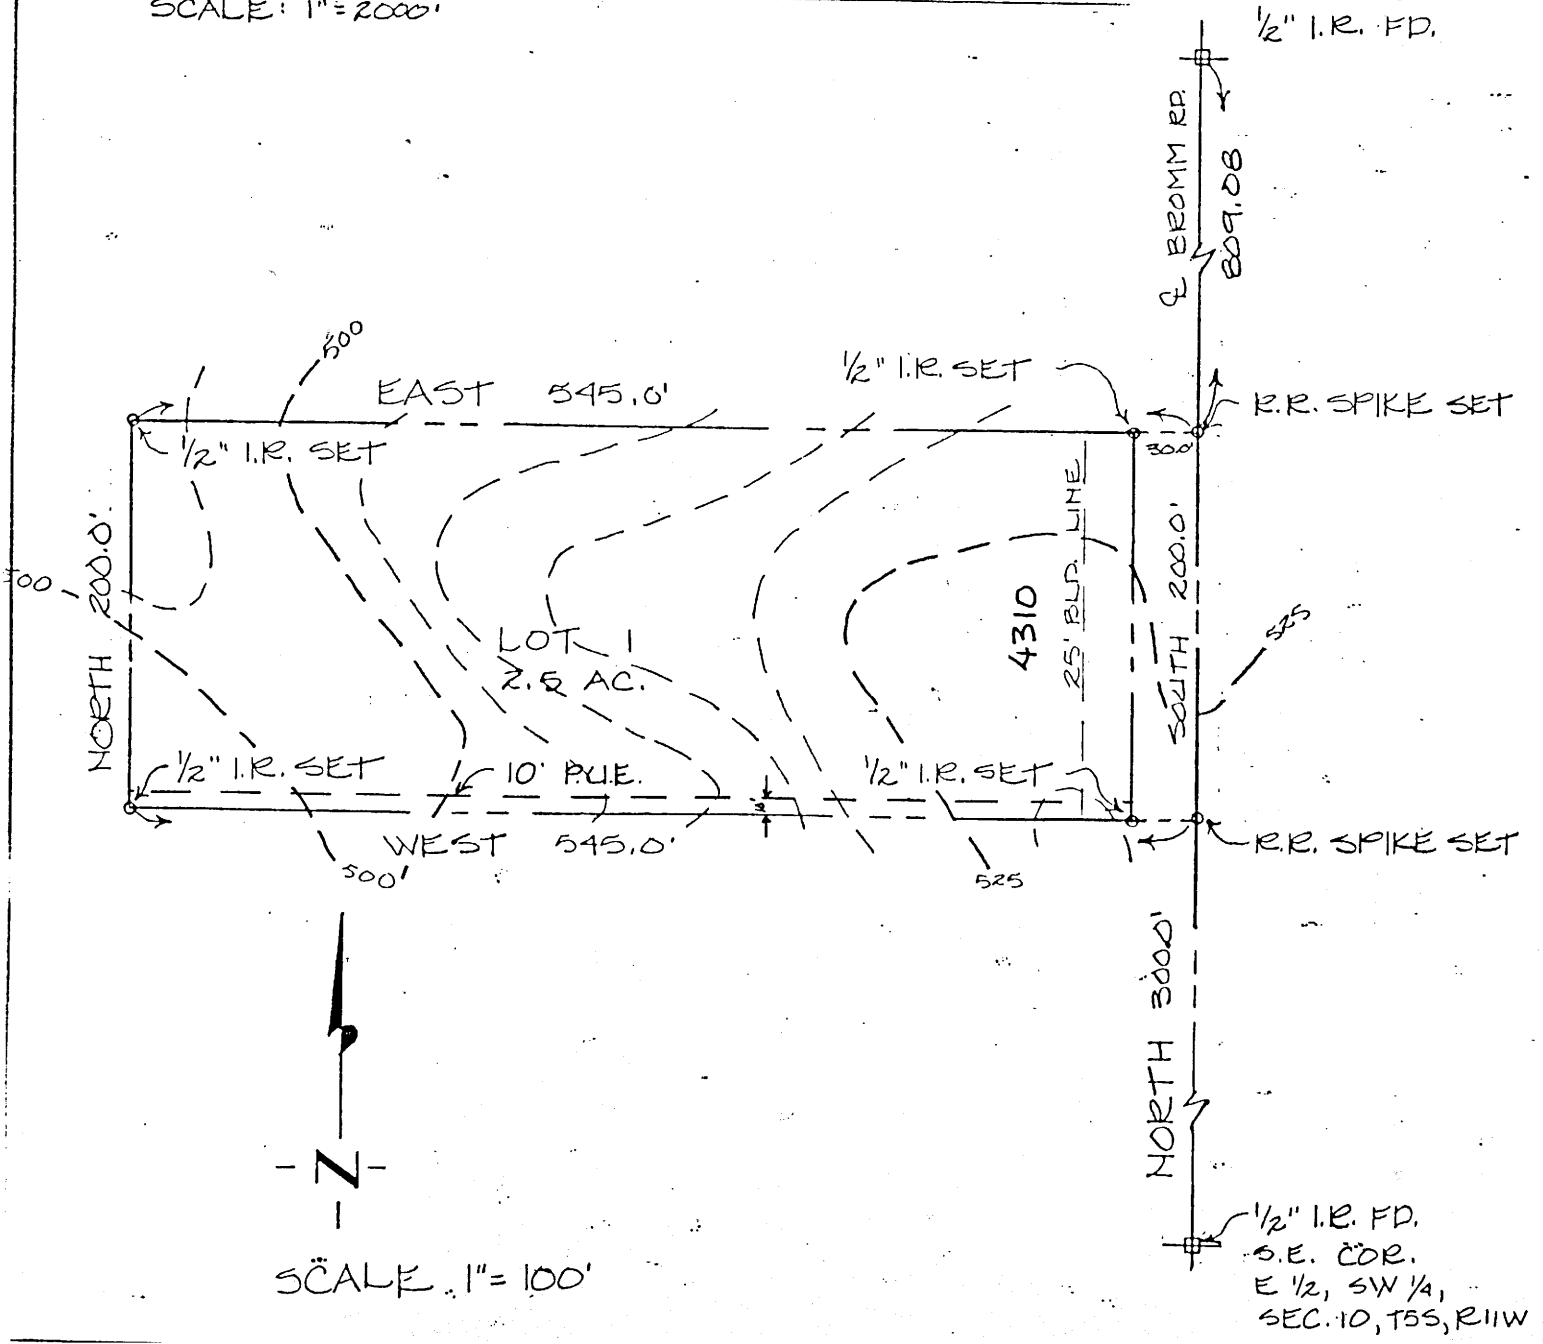 SCALE: 1"=2000'
1/2" I.R. FD.
℄ BROMM RD.
809.08
500
EAST 545.0'
1/2" I.R. SET
R.R. SPIKE SET
1/2" I.R. SET
30.0'
NORTH 200.0'
25' BLD. LINE
SOUTH 200.0'
4310
525
LOT 1
2.5 AC.
1/2" I.R. SET
10' P.U.E.
1/2" I.R. SET
WEST 545.0'
R.R. SPIKE SET
500'
525
NORTH 300.0'
N
1/2" I.R. FD.
S.E. COR.
E 1/2, SW 1/4,
SEC. 10, T5S, R11W
SCALE 1"= 100'